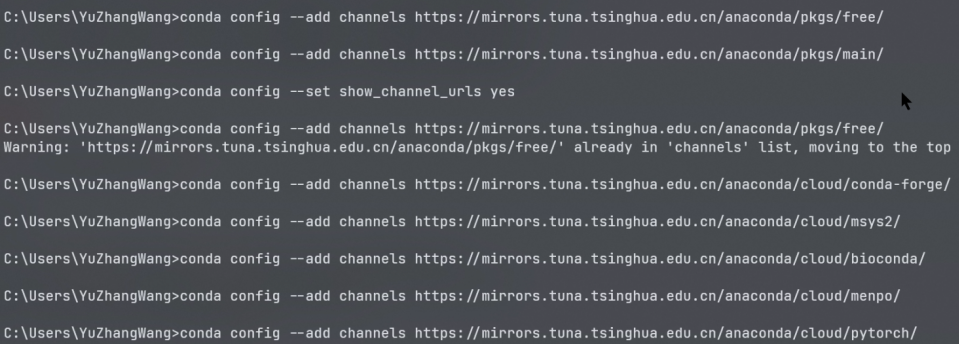 C:\Users\YuZhangWang>conda config --add channels https://mirrors.tuna.tsinghua.edu.cn/anaconda/pkgs/free/
C:\Users\YuZhangWang>conda config --add channels https://mirrors.tuna.tsinghua.edu.cn/anaconda/pkgs/main/
C:\Users\YuZhangWang>conda config --set show_channel_urls yes
C:\Users\YuZhangWang>conda config --add channels https://mirrors.tuna.tsinghua.edu.cn/anaconda/pkgs/free/
Warning: 'https://mirrors.tuna.tsinghua.edu.cn/anaconda/pkgs/free/' already in 'channels' list, moving to the top
C:\Users\YuZhangWang>conda config --add channels https://mirrors.tuna.tsinghua.edu.cn/anaconda/cloud/conda-forge/
C:\Users\YuZhangWang>conda config --add channels https://mirrors.tuna.tsinghua.edu.cn/anaconda/cloud/msys2/
C:\Users\YuZhangWang>conda config --add channels https://mirrors.tuna.tsinghua.edu.cn/anaconda/cloud/bioconda/
C:\Users\YuZhangWang>conda config --add channels https://mirrors.tuna.tsinghua.edu.cn/anaconda/cloud/menpo/
C:\Users\YuZhangWang>conda config --add channels https://mirrors.tuna.tsinghua.edu.cn/anaconda/cloud/pytorch/